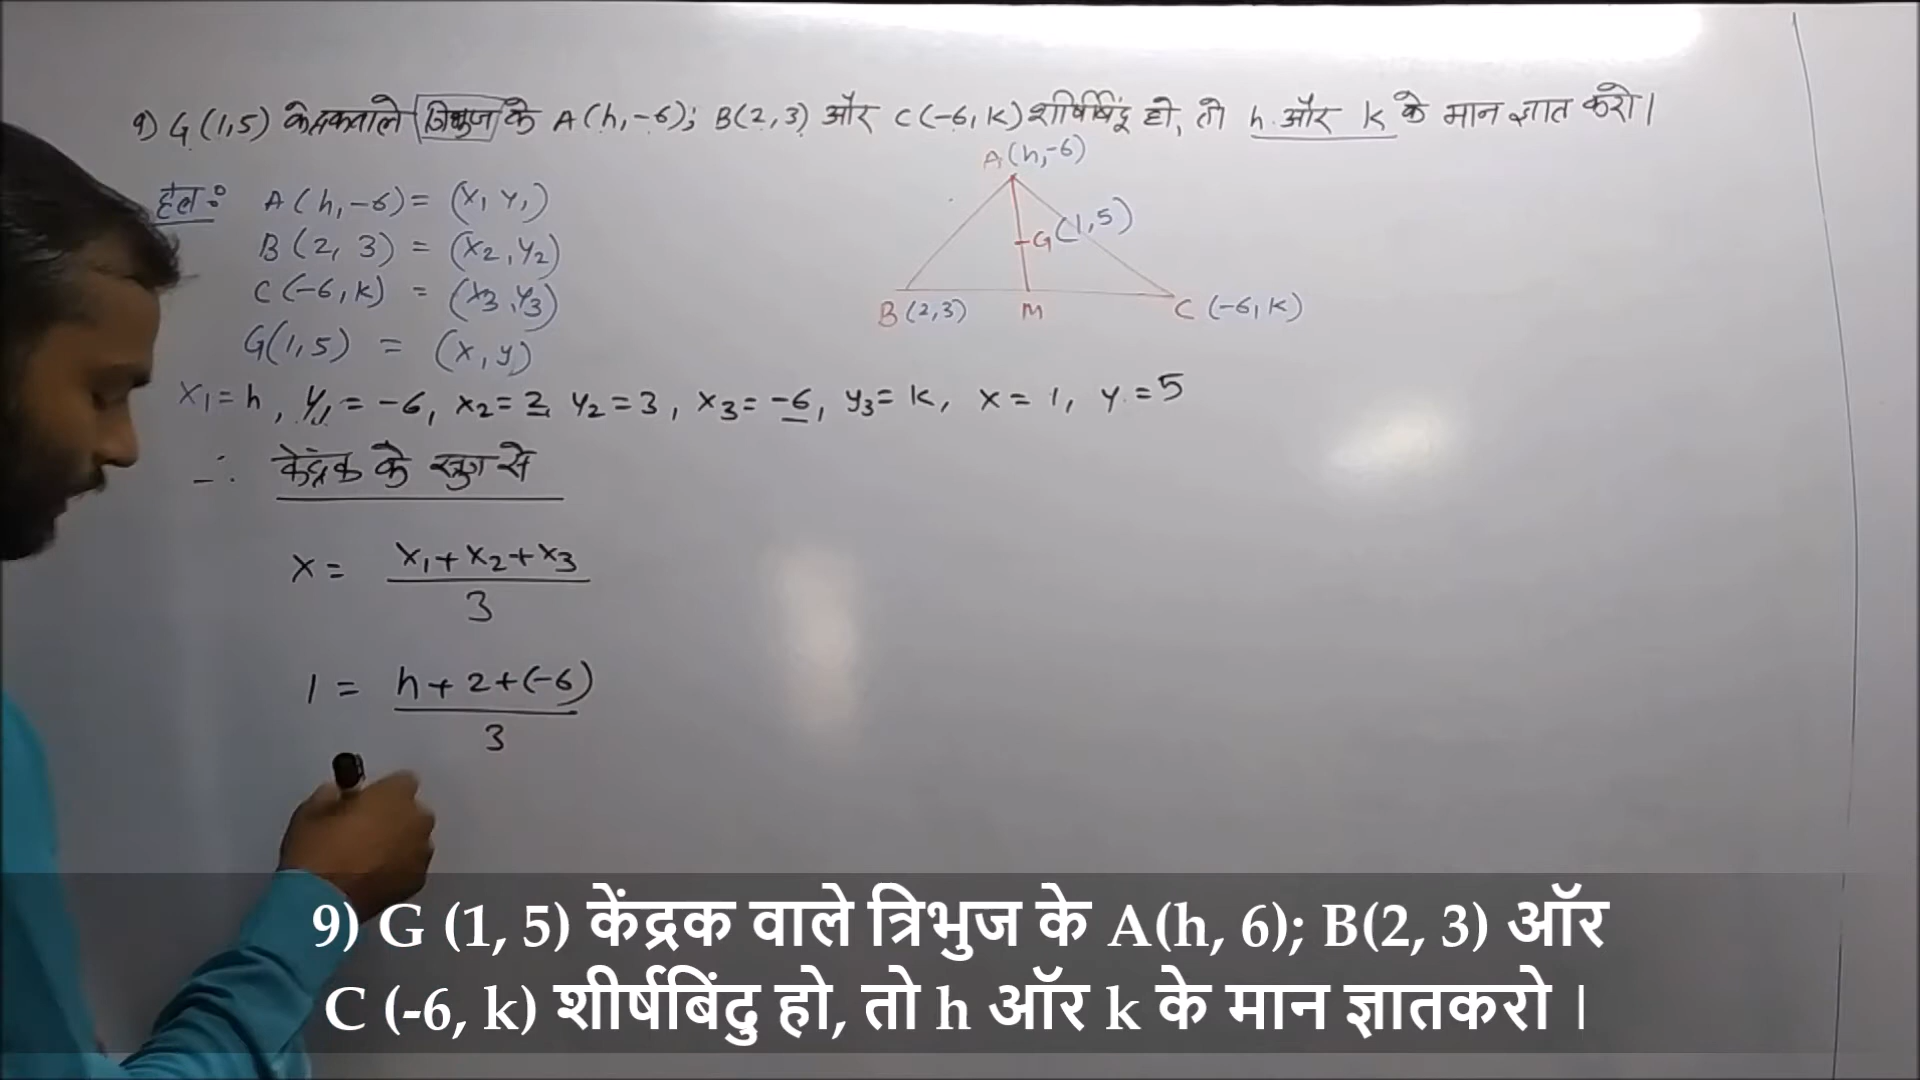 ९) G (1,5) केंद्रकवाले त्रिभुज के A(h,-6); B(2,3) और C(-6,k) शीर्षबिंदू हो, तो h और k के मान ज्ञात करो।
A(h,-6)
हल: A(h,-6) = (x₁ y₁)
G(1,5)
B(2,3) = (x₂,y₂)
C(-6,k) = (x₃,y₃)
B(2,3) M C(-6,k)
G(1,5) = (x,y)
x₁=h, y₁=-6, x₂=2, y₂=3, x₃=-6, y₃=k, x=1, y=5
∴ केंद्रक के सुत्र से
x = x₁+x₂+x₃
3
1 = h+2+(-6)
3
9) G (1, 5) केंद्रक वाले त्रिभुज के A(h, 6); B(2, 3) ऑर
C (-6, k) शीर्षबिंदु हो, तो h ऑर k के मान ज्ञातकरो |